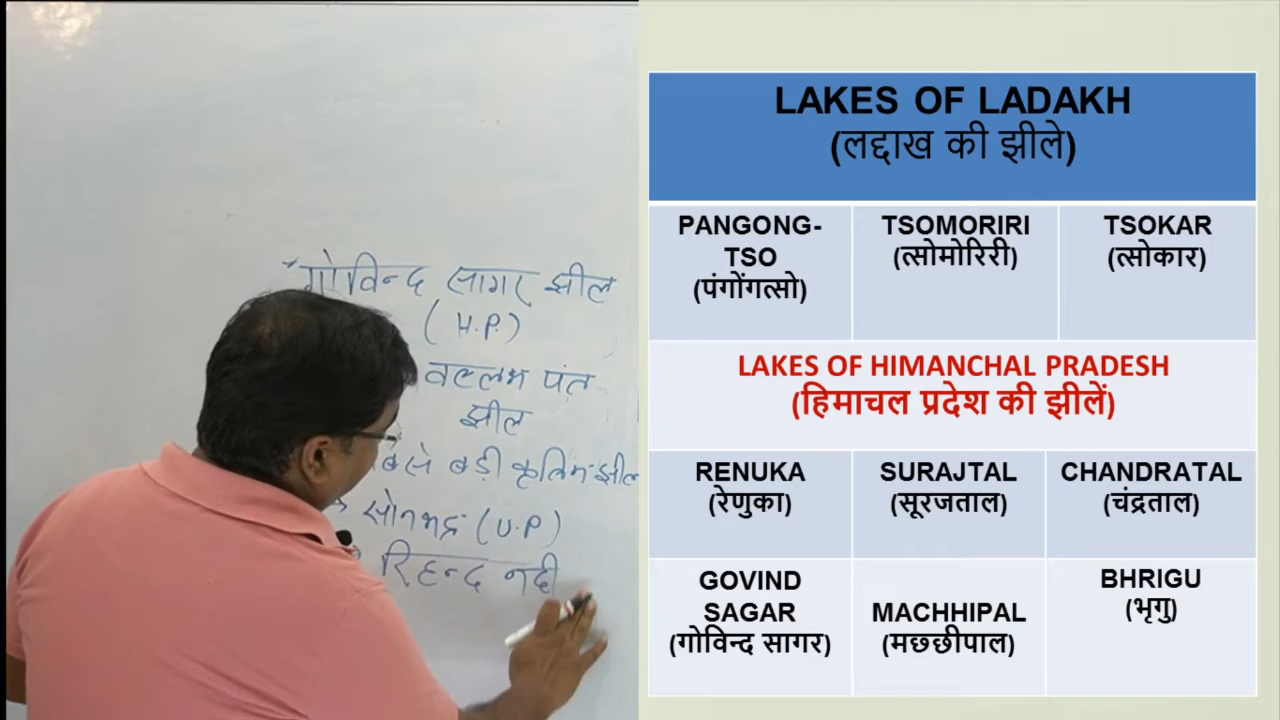 गोविन्द सागर झील
(H.P.)
वल्लभ पंत
झील
बसे बड़ी कृत्रिम झील
सोनभद्र (U.P)
रिहन्द नदी
LAKES OF LADAKH
(लद्दाख की झीले)
PANGONG-
TSO
(पंगोंगत्सो)
TSOMORIRI
(त्सोमोरिरी)
TSOKAR
(त्सोकार)
LAKES OF HIMANCHAL PRADESH
(हिमाचल प्रदेश की झीलें)
RENUKA
(रेणुका)
SURAJTAL
(सूरजताल)
CHANDRATAL
(चंद्रताल)
GOVIND
SAGAR
(गोविन्द सागर)
MACHHIPAL
(मछ्छीपाल)
BHRIGU
(भृगु)